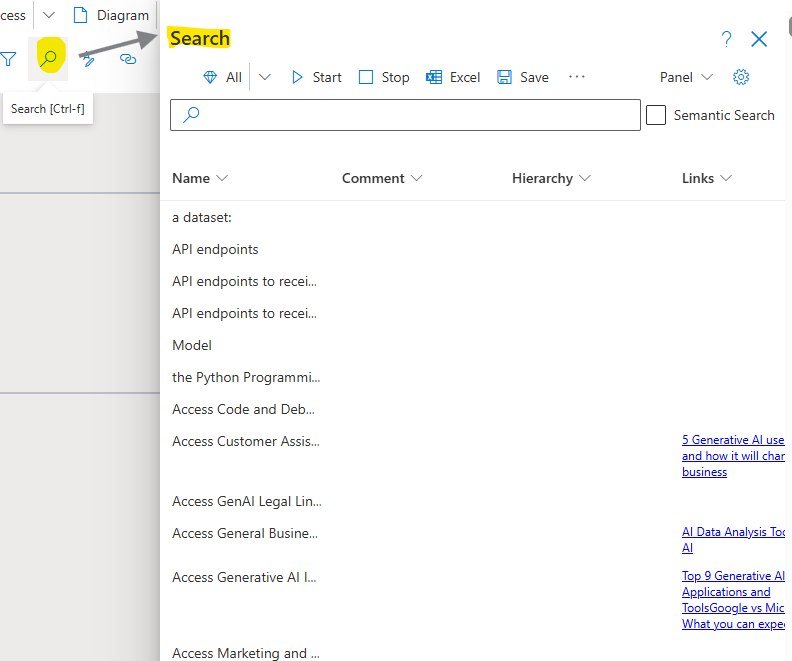 cess Diagram
Search
Search [Ctrl-f]
All Start Stop Excel Save ... Panel
Semantic Search
Name Comment Hierarchy Links
a dataset:
API endpoints
API endpoints to recei...
API endpoints to recei...
Model
the Python Programmi...
Access Code and Deb...
Access Customer Assis...
5 Generative AI use
and how it will char
business
Access GenAI Legal Lin...
Access General Busine...
AI Data Analysis Too
AI
Access Generative AI I...
Top 9 Generative AI
Applications and
ToolsGoogle vs Mic
What you can expe
Access Marketing and ...